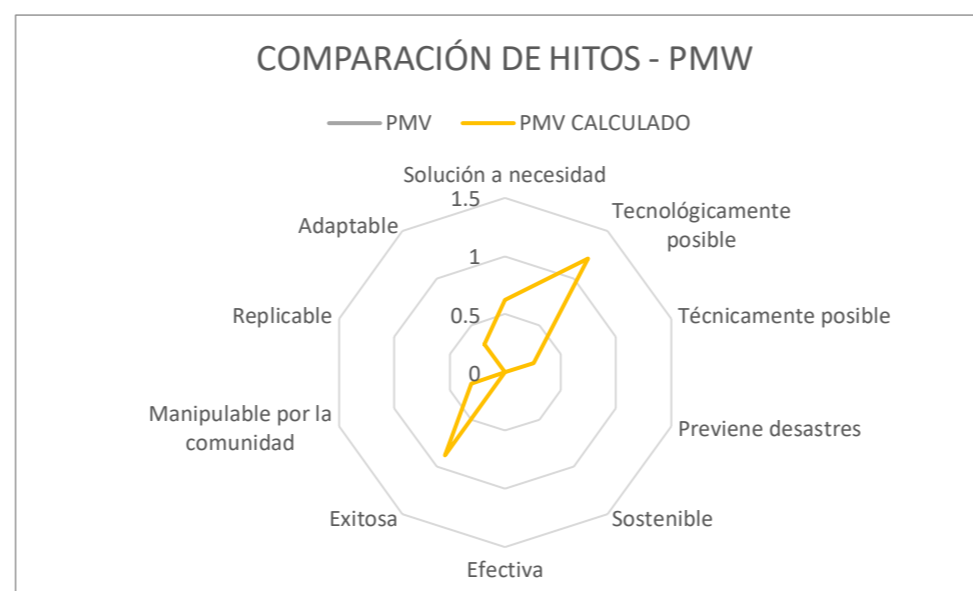 COMPARACIÓN DE HITOS - PMW
PMV
PMV CALCULADO
Solución a necesidad
Tecnológicamente
posible
Técnicamente posible
Previene desastres
Sostenible
Efectiva
Exitosa
Manipulable por la
comunidad
Replicable
Adaptable
1.5
1
0.5
0